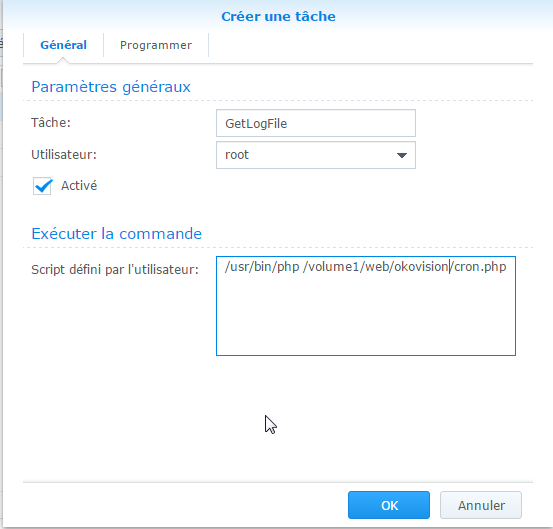 Créer une tâche
Général Programmer
Paramètres généraux
Tâche: GetLogFile
Utilisateur: root
Activé
Exécuter la commande
Script défini par l'utilisateur: /usr/bin/php /volume1/web/okovision/cron.php
OK Annuler